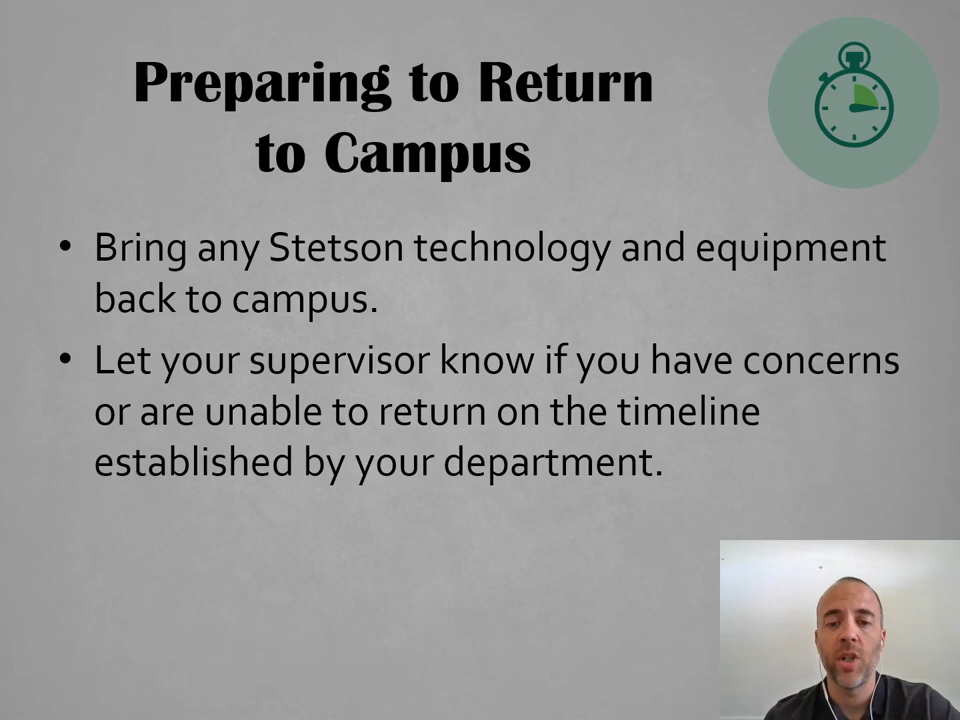 Preparing to Return
to Campus
• Bring any Stetson technology and equipment
back to campus.
• Let your supervisor know if you have concerns
or are unable to return on the timeline
established by your department.